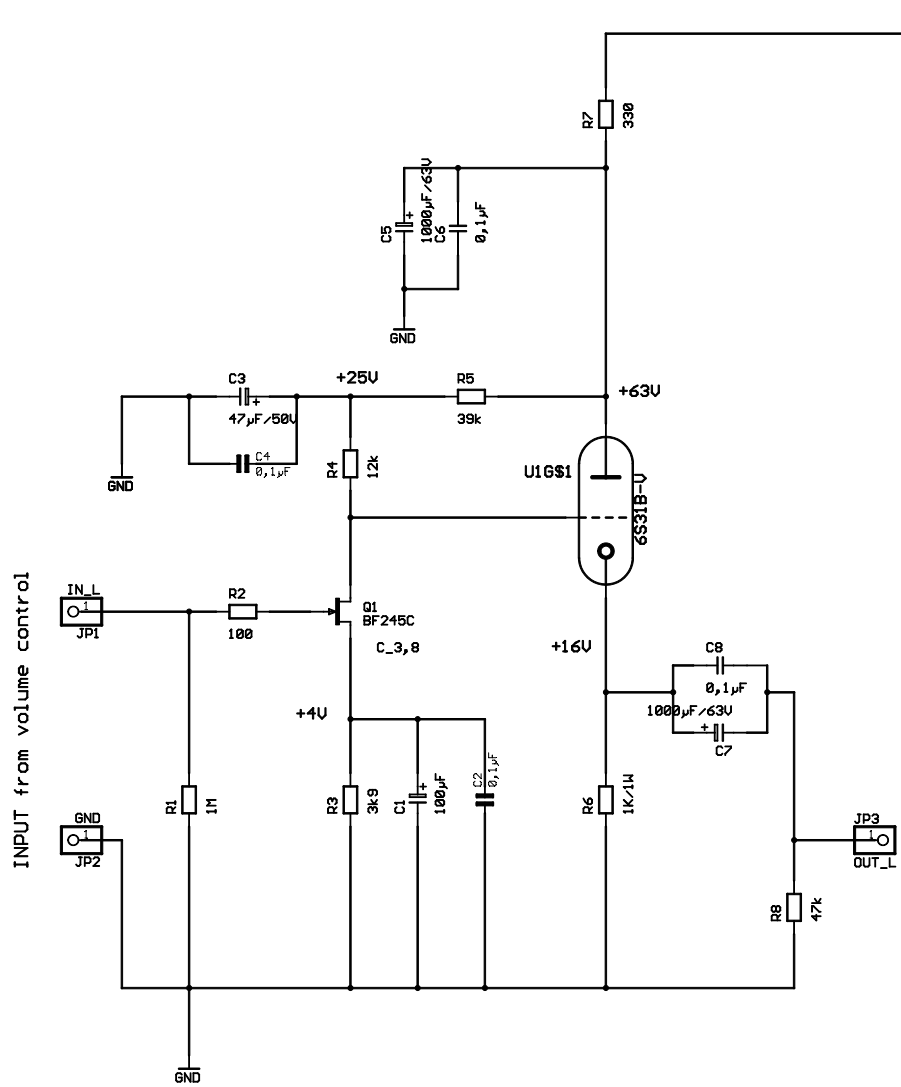 R7
330
1000µF/63V
C5
C6
0,1µF
GND
C3
+25V
R5
+63V
47µF/50V
39k
C4
0,1µF
R4
12k
U1G$1
6S31B-V
GND
IN_L
1
JP1
R2
100
Q1
BF245C
C_3,8
+16V
C8
0,1µF
1000µF/63V
C7
+4V
INPUT from volume control
R1
1M
R3
3k9
C1
100µF
C2
0,1µF
R6
1K/1W
GND
1
JP2
JP3
1
OUT_L
R8
47k
GND